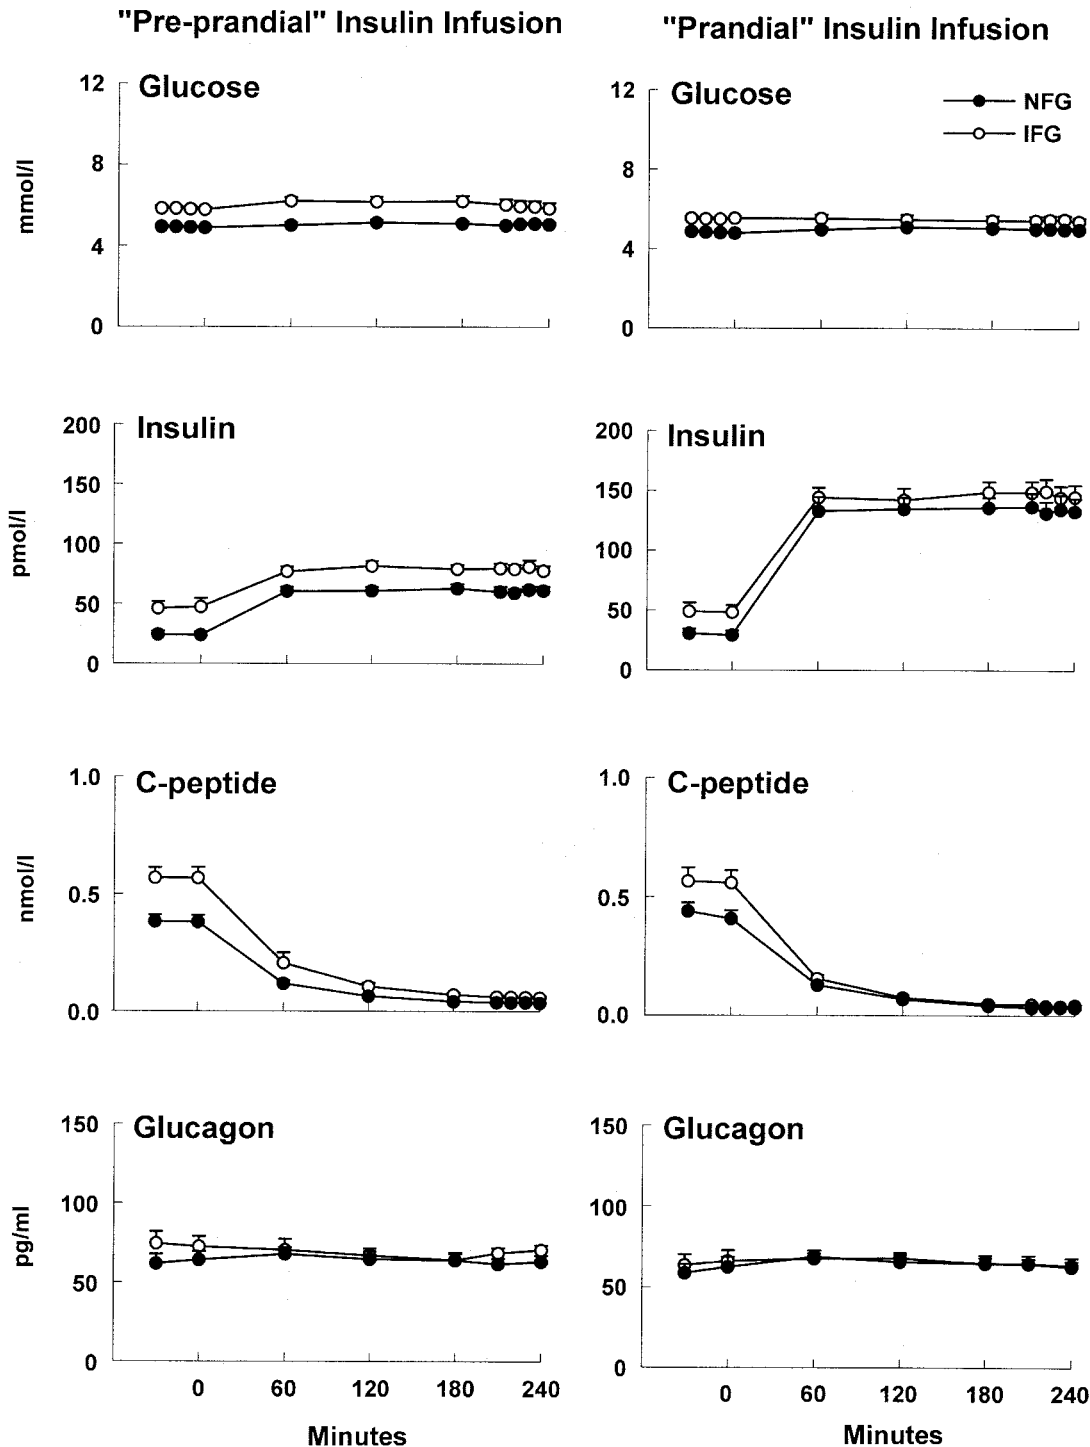 "Pre-prandial" Insulin Infusion
"Prandial" Insulin Infusion
Glucose
12
8
4
0
mmol/l
Glucose
NFG
IFG
12
8
4
0
Insulin
200
150
100
50
0
pmol/l
Insulin
200
150
100
50
0
C-peptide
1.0
0.5
0.0
nmol/l
C-peptide
1.0
0.5
0.0
Glucagon
150
100
50
0
pg/ml
0 60 120 180 240
Minutes
Glucagon
150
100
50
0
0 60 120 180 240
Minutes